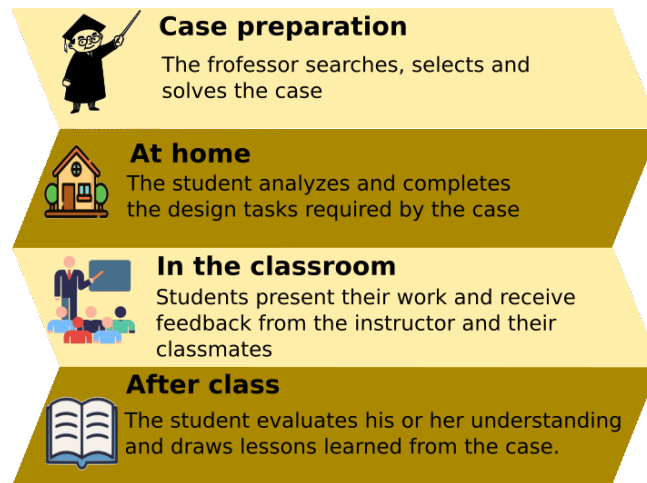 Case preparation
The frofessor searches, selects and
solves the case
At home
The student analyzes and completes
the design tasks required by the case
In the classroom
Students present their work and receive
feedback from the instructor and their
classmates
After class
The student evaluates his or her understanding
and draws lessons learned from the case.